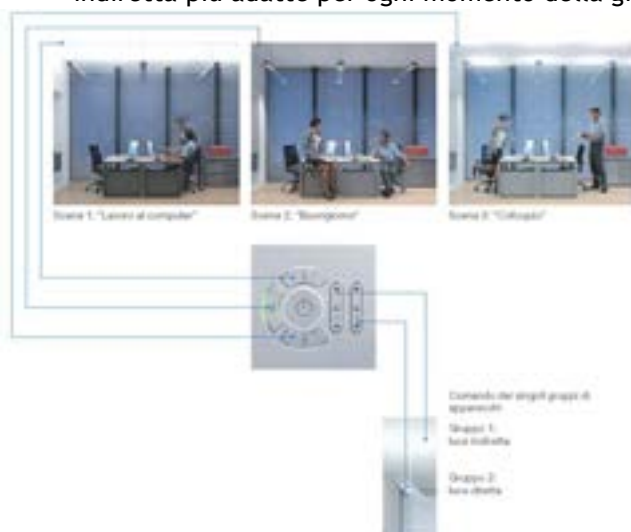 indiretta più adatto per ogni momento della gi
Scena 1: "Lavoro al computer"
Scena 2: "Buongiorno"
Scena 3: "Colloquio"
Comando dei singoli gruppi di
apparecchi
Gruppo 1:
luce indiretta
Gruppo 2:
luce diretta